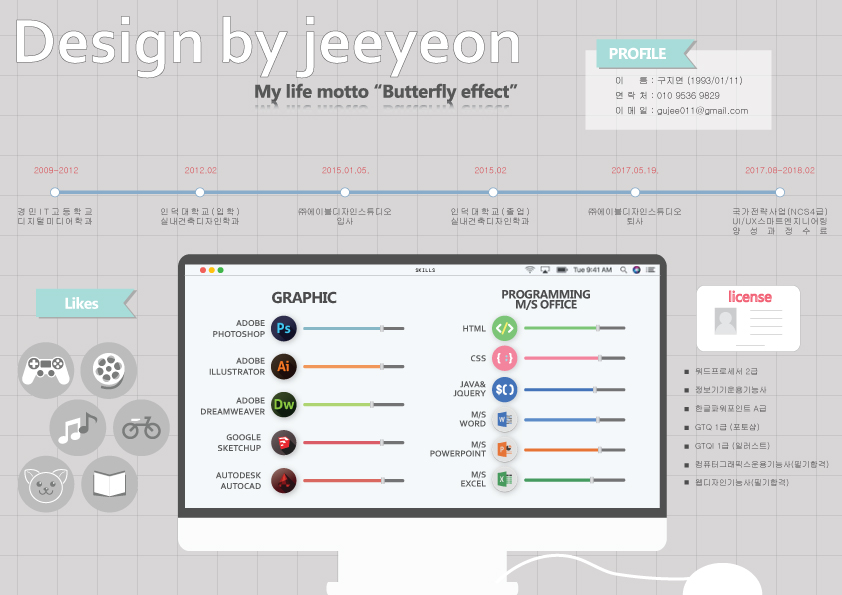 Design by jeeyeon
My life motto “Butterfly effect”
PROFILE
이 름 : 구지연 (1993/01/11)
연 락 처 : 010 9536 9829
이 메 일 : gujee011@gmail.com
2009-2012
2012.02
2015.01.05.
2015.02
2017.05.19.
2017.08-2018.02
경민IT고등학교
디지털미디어학과
인덕대학교(입학)
실내건축디자인학과
㈜에이블디자인스튜디오
입사
인덕대학교(졸업)
실내건축디자인학과
㈜에이블디자인스튜디오
퇴사
국가전략사업(NCS4급)
UI/UX스마트엔지니어링
양 성 과 정 수 료
Likes
SKILLS
Tue 9:41 AM
GRAPHIC
ADOBE
PHOTOSHOP
Ps
ADOBE
ILLUSTRATOR
Ai
ADOBE
DREAMWEAVER
Dw
GOOGLE
SKETCHUP
AUTODESK
AUTOCAD
PROGRAMMING
M/S OFFICE
HTML
</>
CSS
{ : }
JAVA&
JQUERY
$()
M/S
WORD
W
M/S
POWERPOINT
P
M/S
EXCEL
X
license
워드프로세서 2급
정보기기운용기능사
한글파워포인트 A급
GTQ 1급 (포토샵)
GTQI 1급 (일러스트)
컴퓨터그래픽스운용기능사(필기합격)
웹디자인기능사(필기합격)